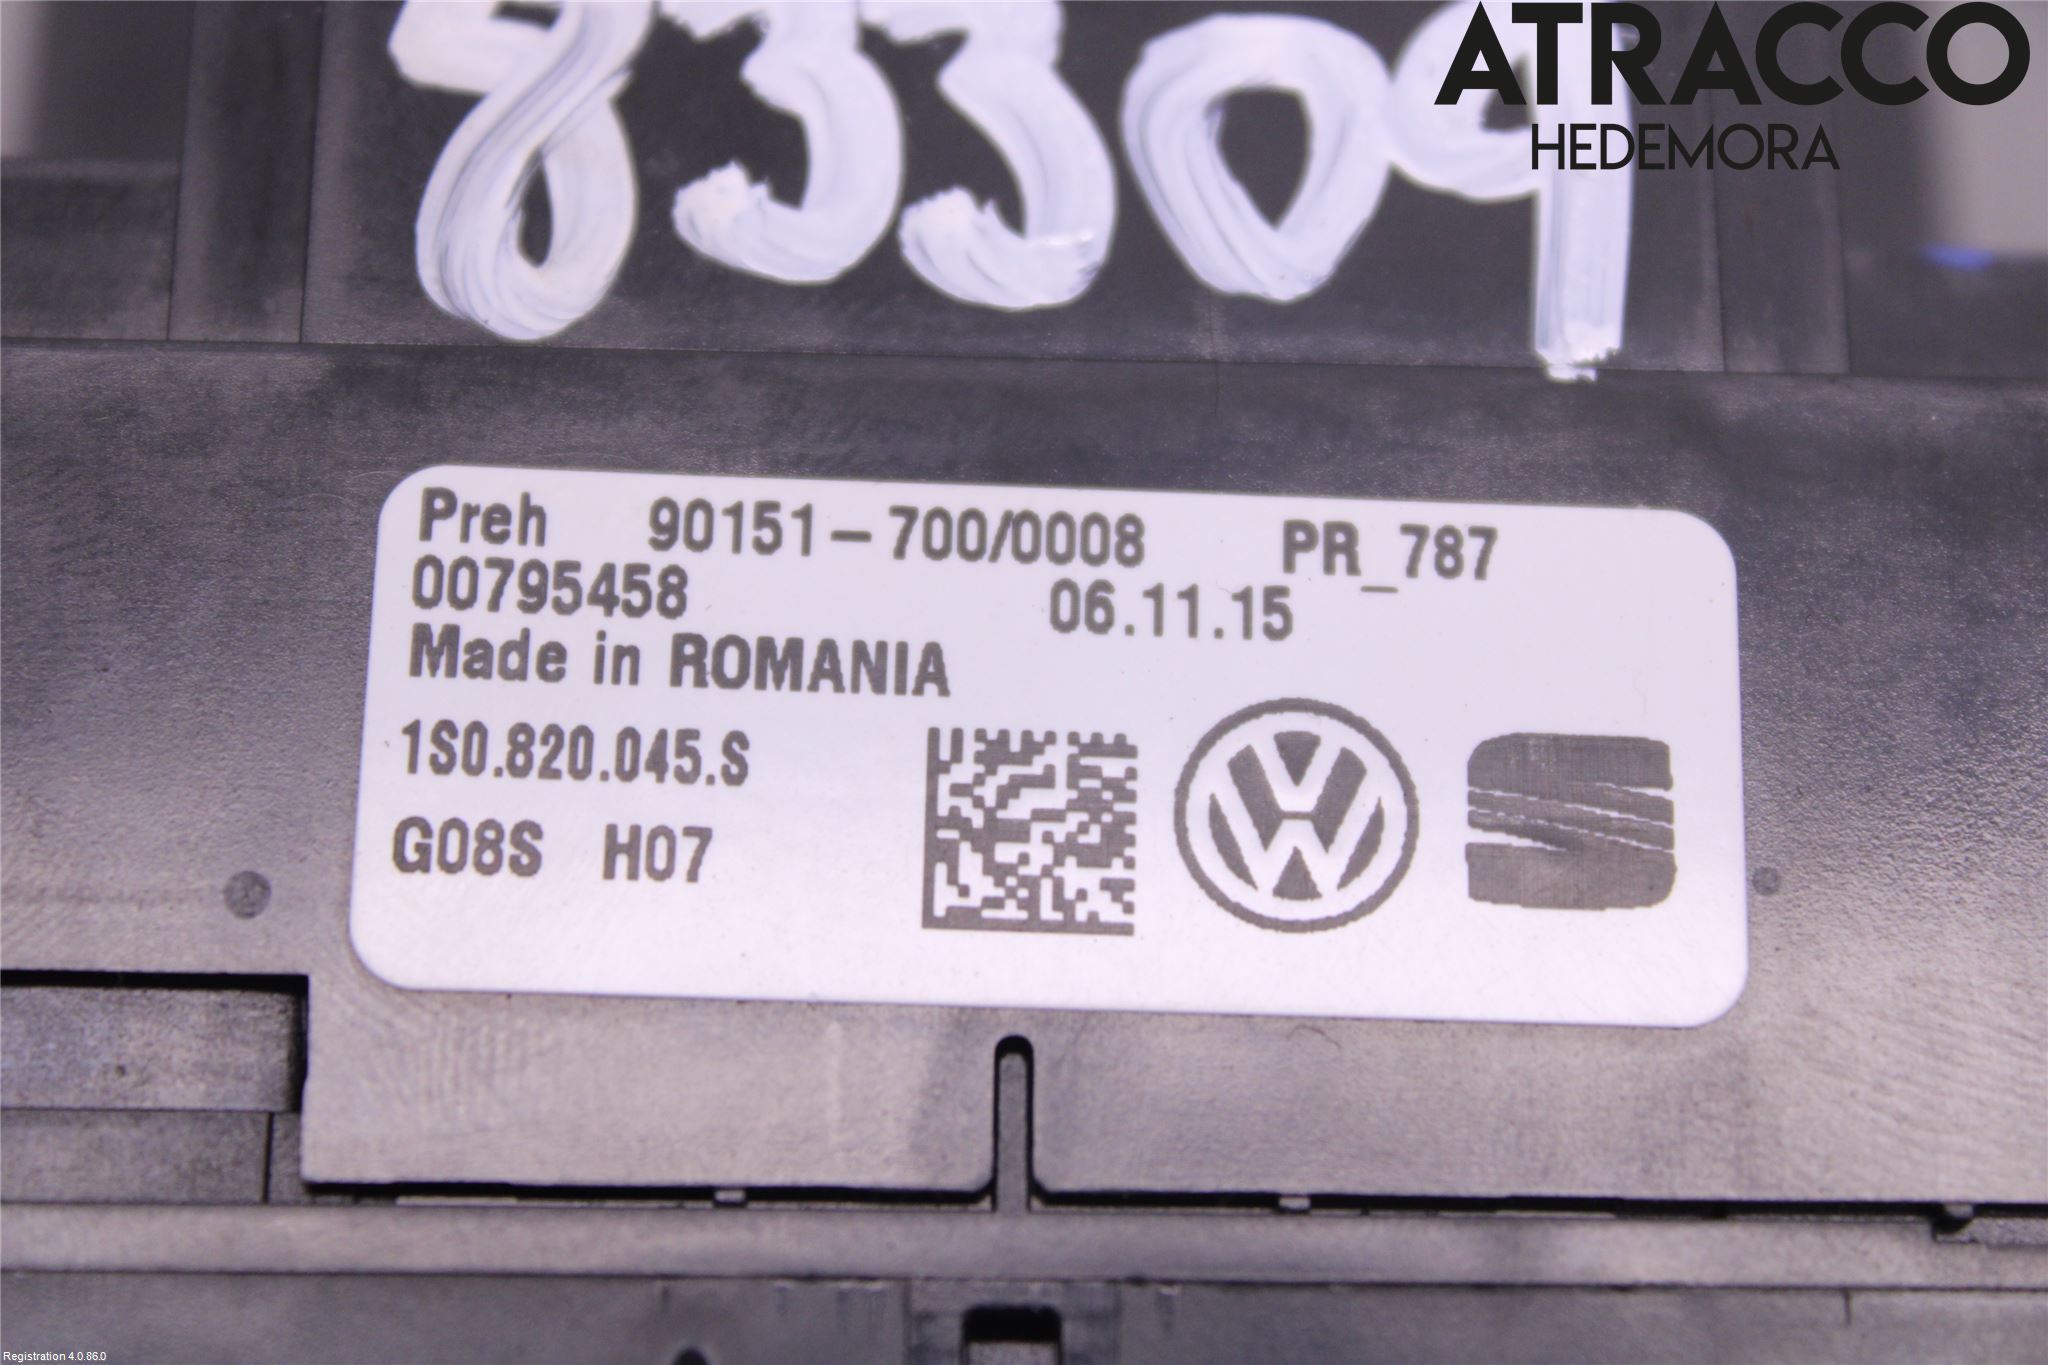 83309
ATRACCO
HEDEMORA
Preh 90151-700/0008 PR_787
00795458 06.11.15
Made in ROMANIA
1S0.820.045.S
G08S H07
Registration 4.0.86.0